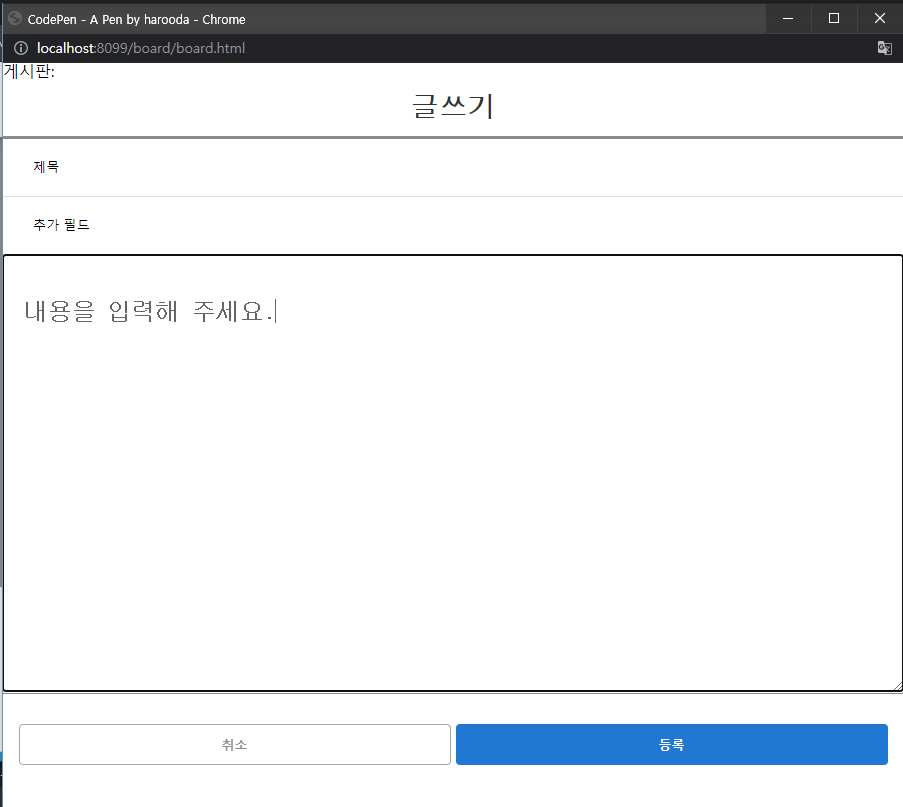 CodePen - A Pen by harooda - Chrome
localhost:8099/board/board.html
게시판:
글쓰기
제목
추가 필드
내용을 입력해 주세요.
취소 등록